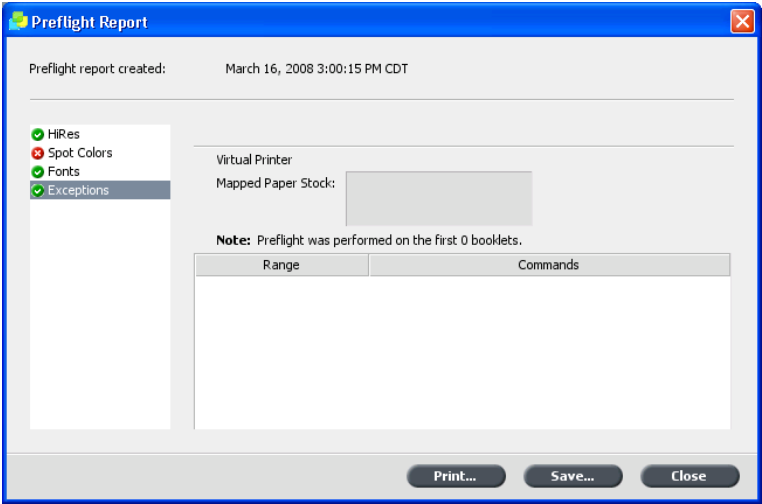 Preflight Report
Preflight report created: March 16, 2008 3:00:15 PM CDT
HiRes
Spot Colors
Fonts
Exceptions
Virtual Printer
Mapped Paper Stock:
Note: Preflight was performed on the first 0 booklets.
Range Commands
Print... Save... Close